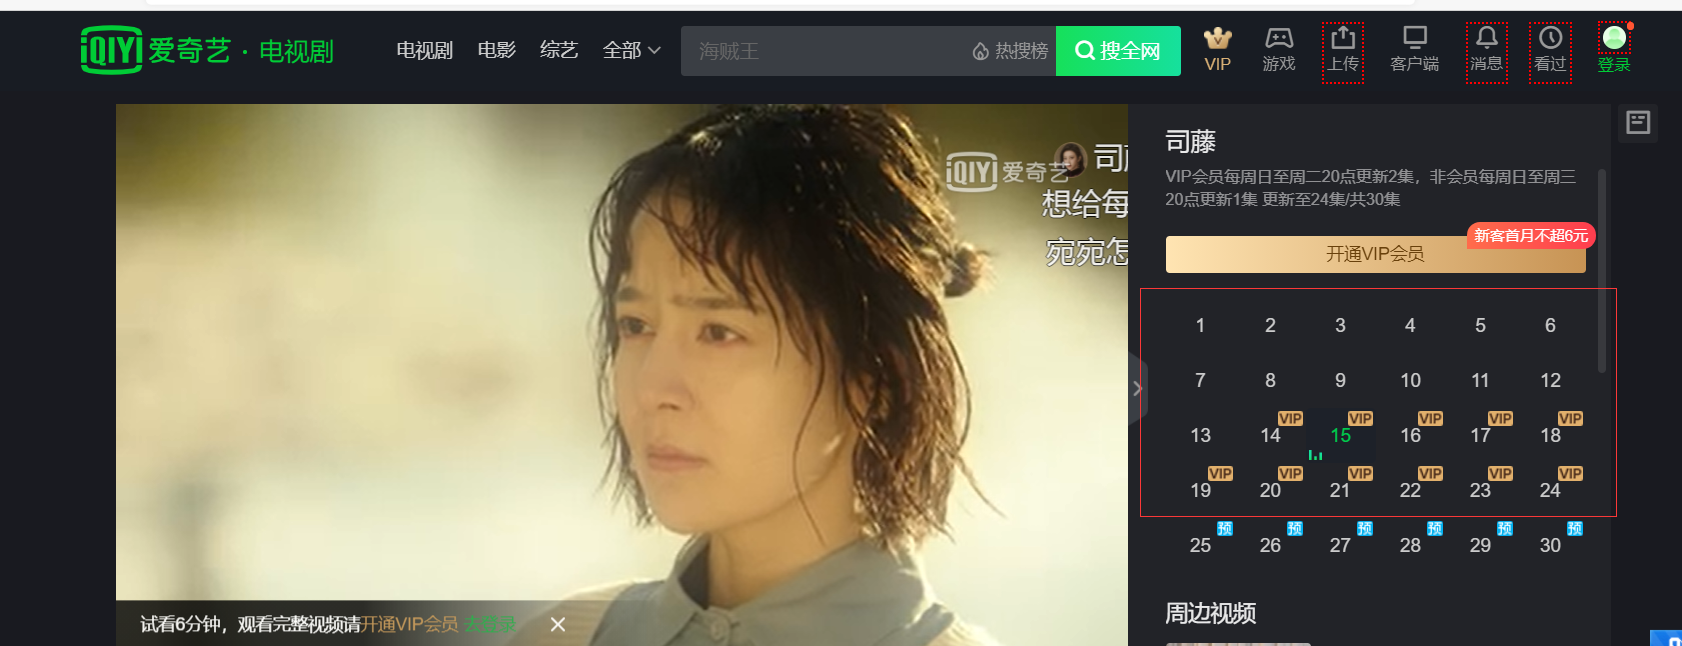 iQIYI 爱奇艺 · 电视剧
电视剧 电影 综艺 全部
海贼王 热搜榜 搜全网
VIP 游戏 上传 客户端 消息 看过 登录
iQIYI 爱奇艺
司
想给每
宛宛怎
试看6分钟，观看完整视频请开通VIP会员 去登录
司藤
VIP会员每周日至周二20点更新2集，非会员每周日至周三
20点更新1集 更新至24集/共30集
新客首月不超6元
开通VIP会员
1 2 3 4 5 6
7 8 9 10 11 12
VIP VIP VIP VIP VIP
13 14 15 16 17 18
VIP VIP VIP VIP VIP VIP
19 20 21 22 23 24
预 预 预 预 预 预
25 26 27 28 29 30
周边视频